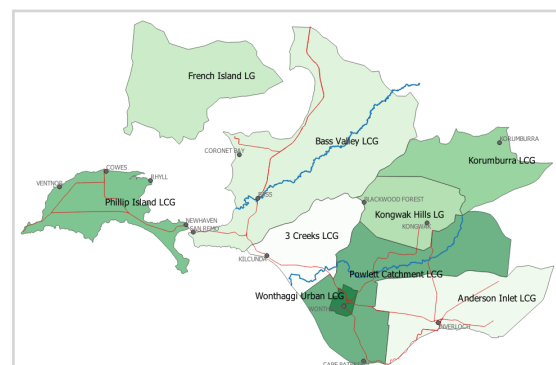 French Island LG
Bass Valley LCG
KORUMBURRA
CORONET BAY
Korumburra LCG
COWES
RHYLL
VENTNOR
BASS
Phillip Island LCG
BLACKWOOD FOREST
Kongwak Hills LG
NEWHAVEN
SAN REMO
KONGWAK
3 Creeks LCG
KILCUNDA
Powlett Catchment LCG
Wonthaggi Urban LCG
Anderson Inlet LCG
INVERLOCH